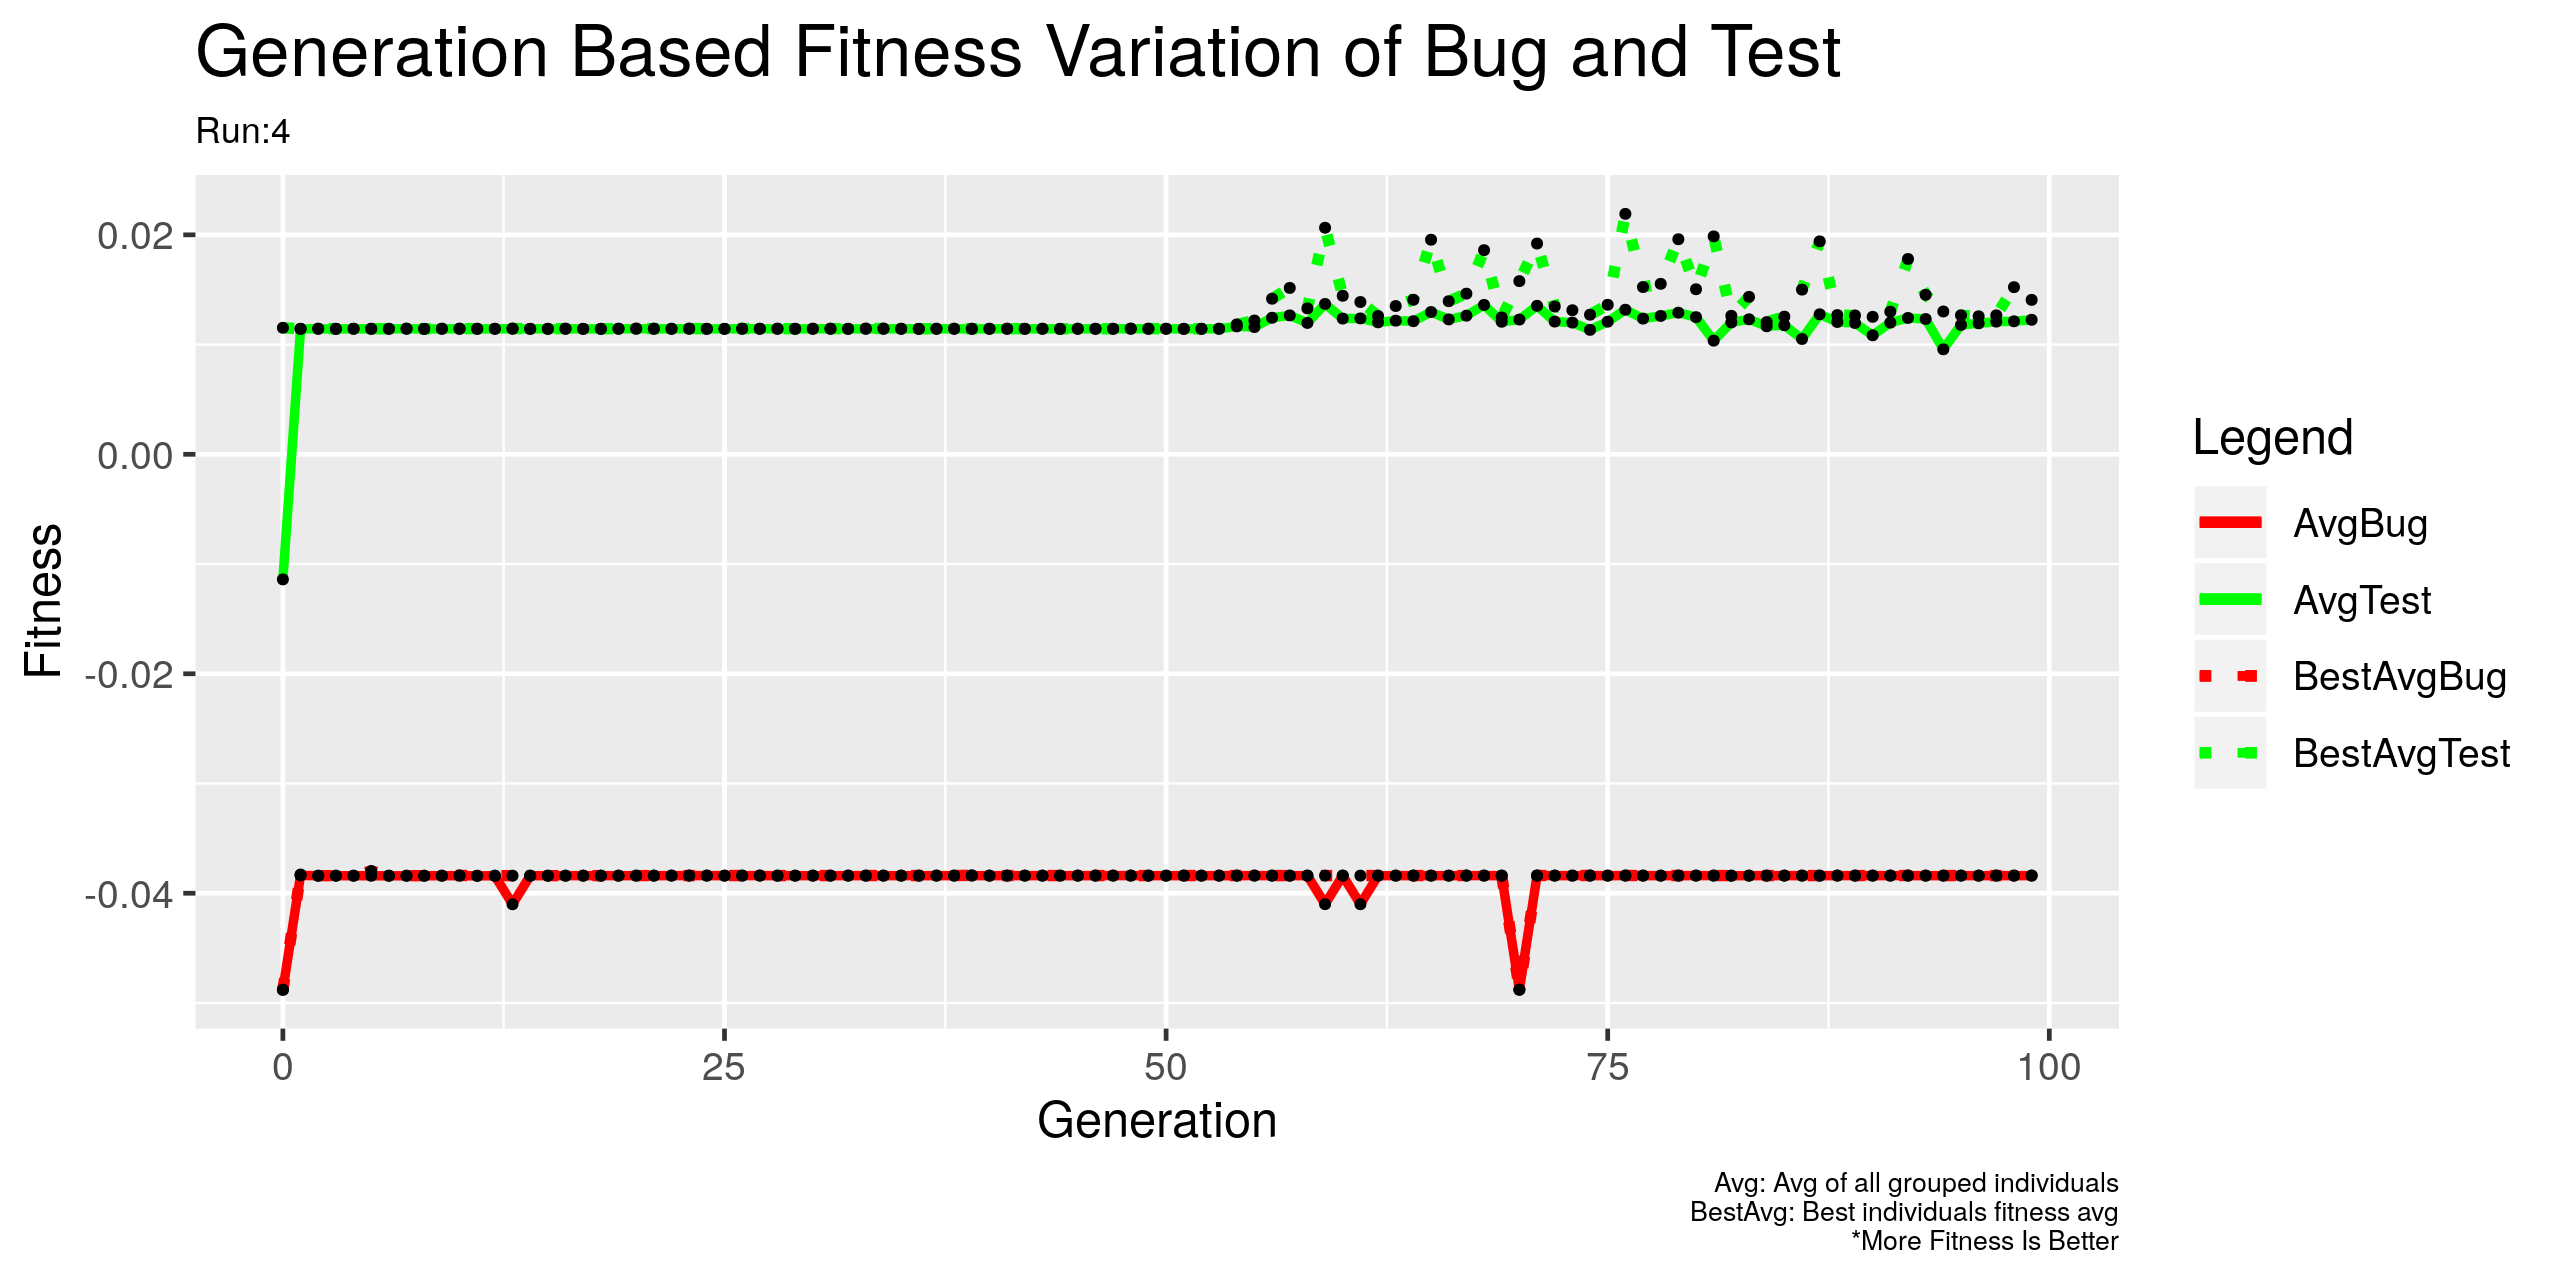 Generation Based Fitness Variation of Bug and Test
Run:4
0.02
0.00
-0.02
-0.04
Fitness
0
25
50
75
100
Generation
Legend
AvgBug
AvgTest
BestAvgBug
BestAvgTest
Avg: Avg of all grouped individuals
BestAvg: Best individuals fitness avg
*More Fitness Is Better